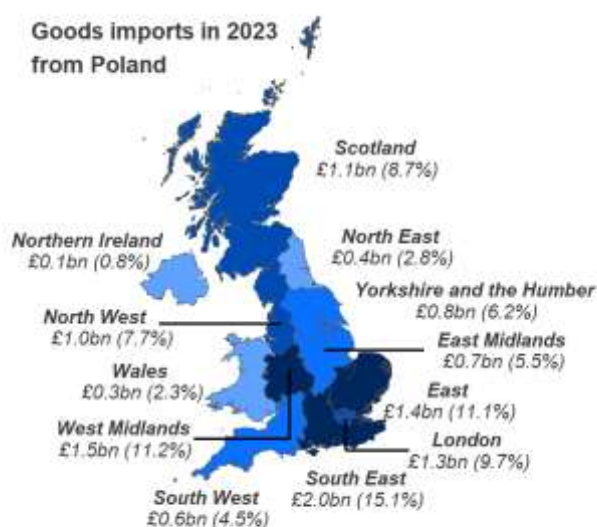 Goods imports in 2023
from Poland
Scotland
£1.1bn (8.7%)
Northern Ireland
£0.1bn (0.8%)
North East
£0.4bn (2.8%)
Yorkshire and the Humber
£0.8bn (6.2%)
North West
£1.0bn (7.7%)
East Midlands
£0.7bn (5.5%)
Wales
£0.3bn (2.3%)
East
£1.4bn (11.1%)
West Midlands
£1.5bn (11.2%)
London
£1.3bn (9.7%)
South East
£2.0bn (15.1%)
South West
£0.6bn (4.5%)